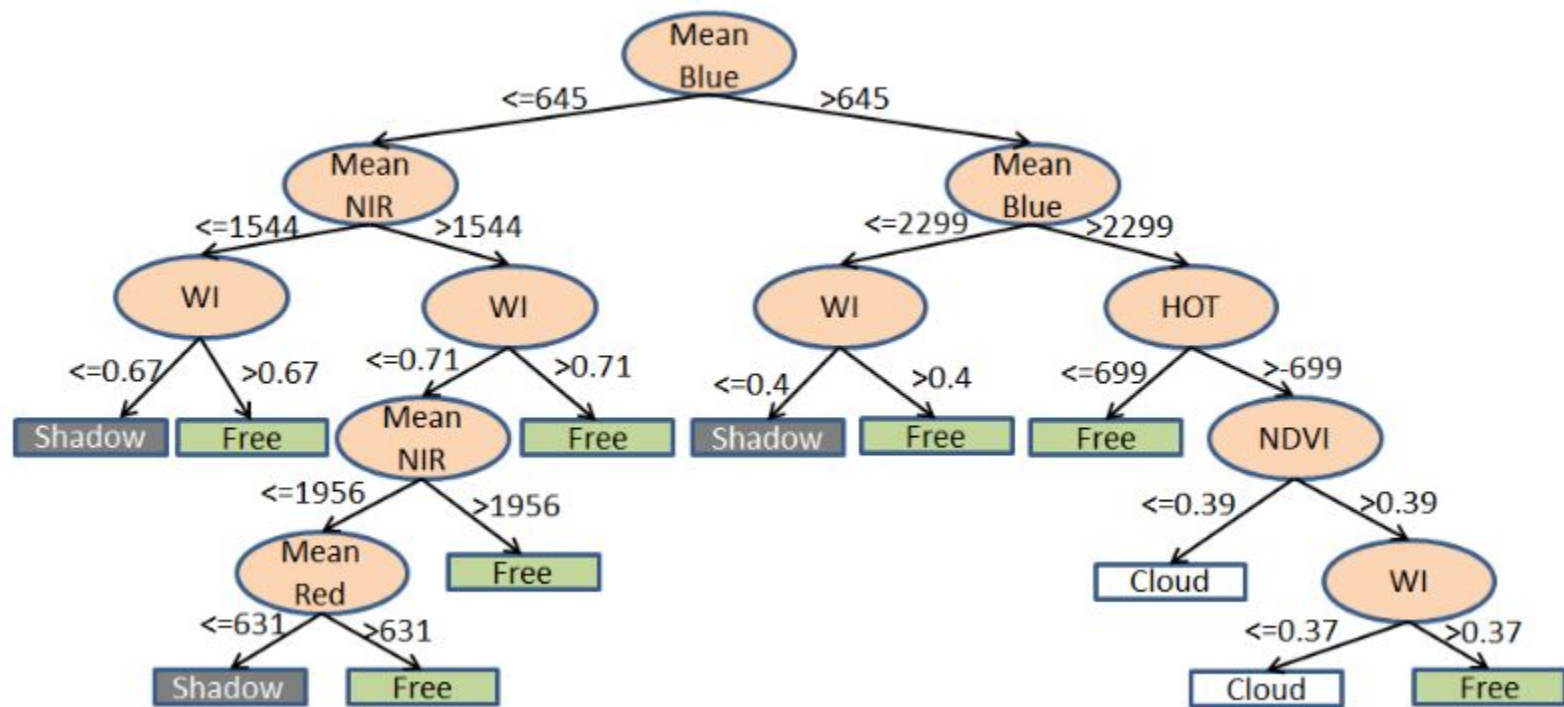 Mean
Blue
<=645
>645
Mean
NIR
Mean
Blue
<=1544
>1544
<=2299
>2299
WI
WI
WI
HOT
<=0.67
>0.67
<=0.71
>0.71
<=0.4
>0.4
<=699
>-699
Shadow
Free
Mean
NIR
Free
Shadow
Free
Free
NDVI
<=1956
>1956
<=0.39
>0.39
Mean
Red
Free
Cloud
WI
<=631
>631
<=0.37
>0.37
Shadow
Free
Cloud
Free